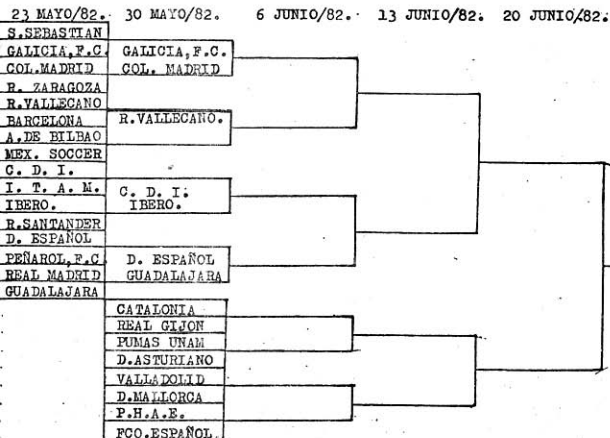 23 MAYO/82. 30 MAYO/82. 6 JUNIO/82. 13 JUNIO/82. 20 JUNIO/82.
S.SEBASTIAN
GALICIA,F.C. GALICIA,F.C.
COL.MADRID COL. MADRID
R. ZARAGOZA
R.VALLECANO
BARCELONA R.VALLECANO.
A.DE BILBAO
MEX. SOCCER
C. D. I.
I. T. A. M. C. D. I.
IBERO. IBERO.
R.SANTANDER
D. ESPAÑOL
PEÑAROL,F.C D. ESPAÑOL
REAL MADRID GUADALAJARA
GUADALAJARA
CATALONIA
REAL GIJON
PUMAS UNAM
D.ASTURIANO
VALLADOLID
D.MALLORCA
P.H.A.E.
FCO.ESPAÑOL.